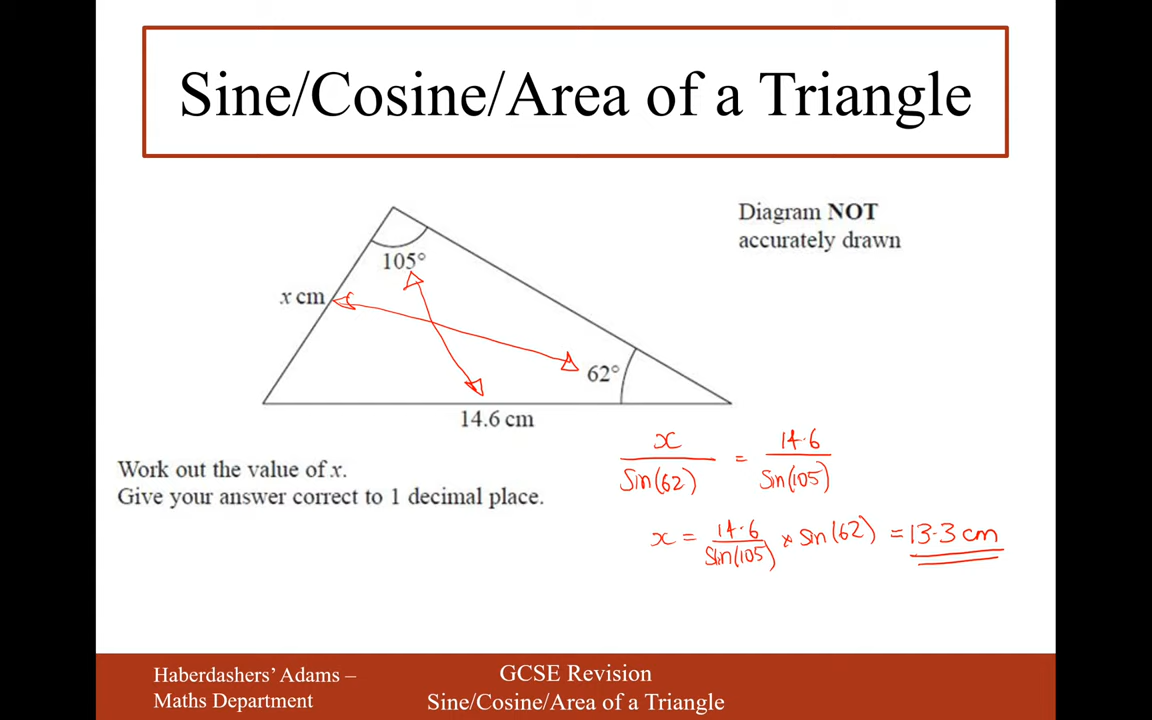 Sine/Cosine/Area of a Triangle
Diagram NOT
accurately drawn
105°
x cm
62°
14.6 cm
x/Sin(62) = 14.6/Sin(105)
Work out the value of x.
Give your answer correct to 1 decimal place.
x = 14.6/Sin(105) × Sin(62) = 13.3 cm
Haberdashers’ Adams –
Maths Department
GCSE Revision
Sine/Cosine/Area of a Triangle